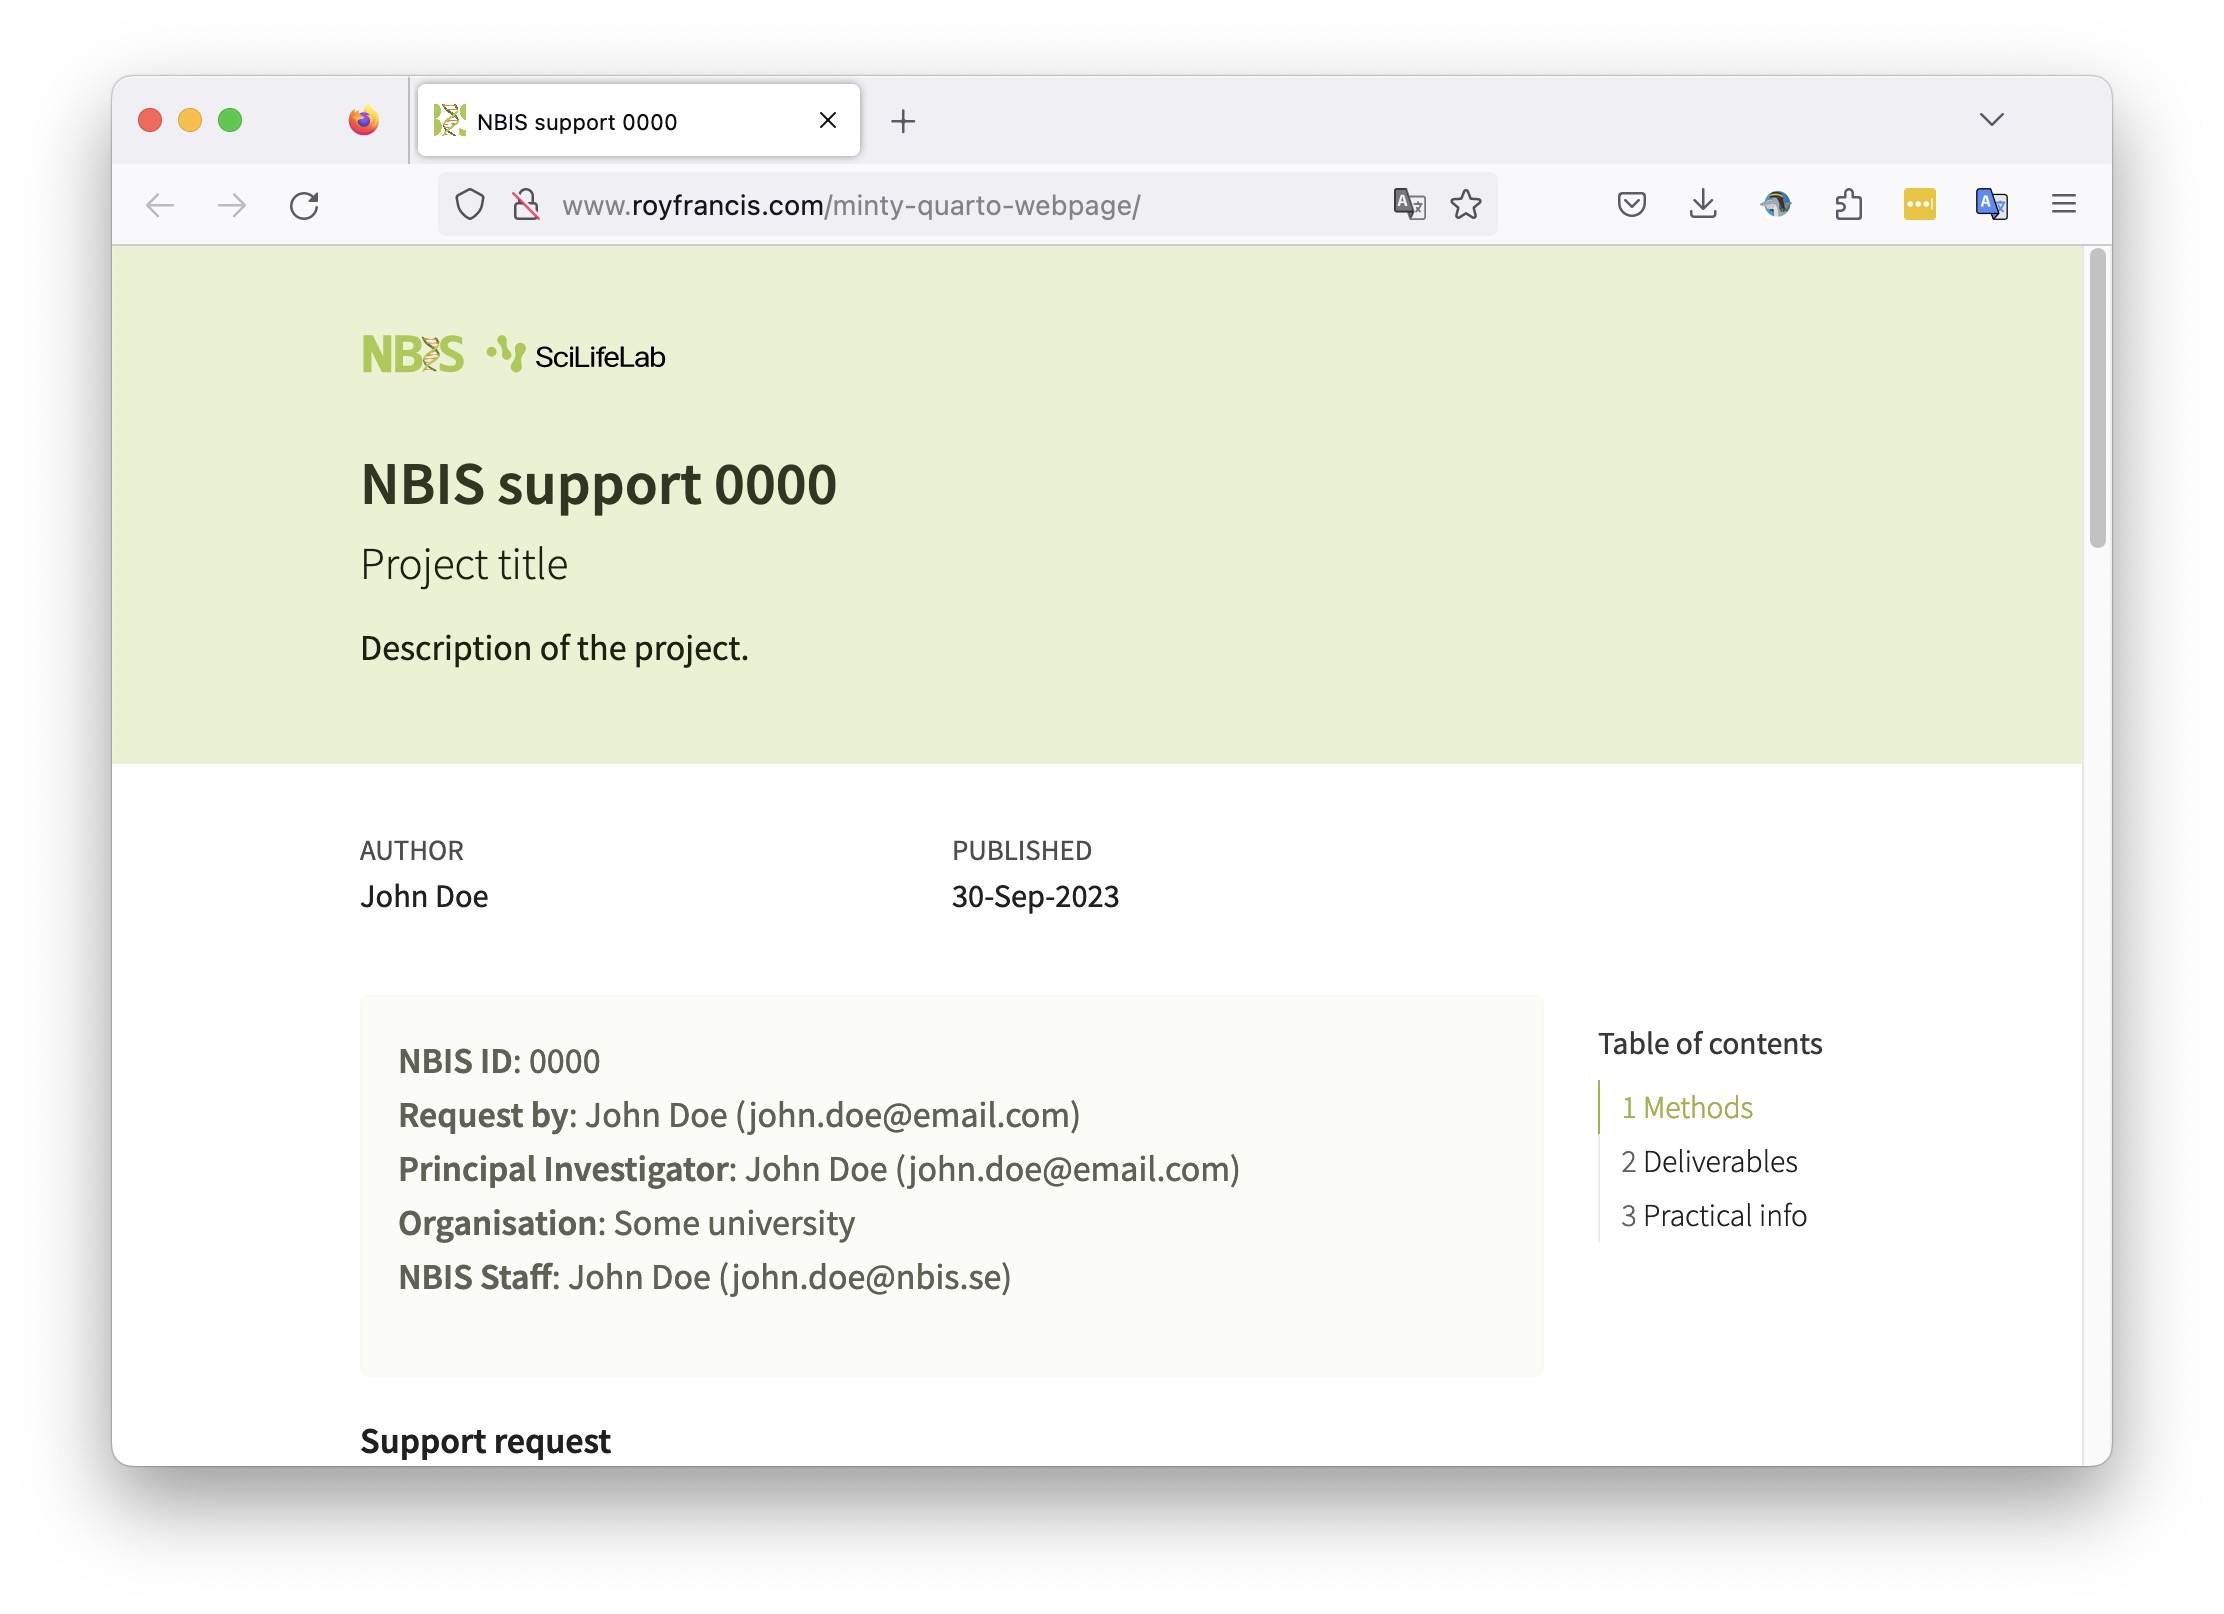 NBIS support 0000
www.royfrancis.com/minty-quarto-webpage/
NBIS SciLifeLab
NBIS support 0000
Project title
Description of the project.
AUTHOR
John Doe
PUBLISHED
30-Sep-2023
NBIS ID: 0000
Request by: John Doe (john.doe@email.com)
Principal Investigator: John Doe (john.doe@email.com)
Organisation: Some university
NBIS Staff: John Doe (john.doe@nbis.se)
Table of contents
1 Methods
2 Deliverables
3 Practical info
Support request